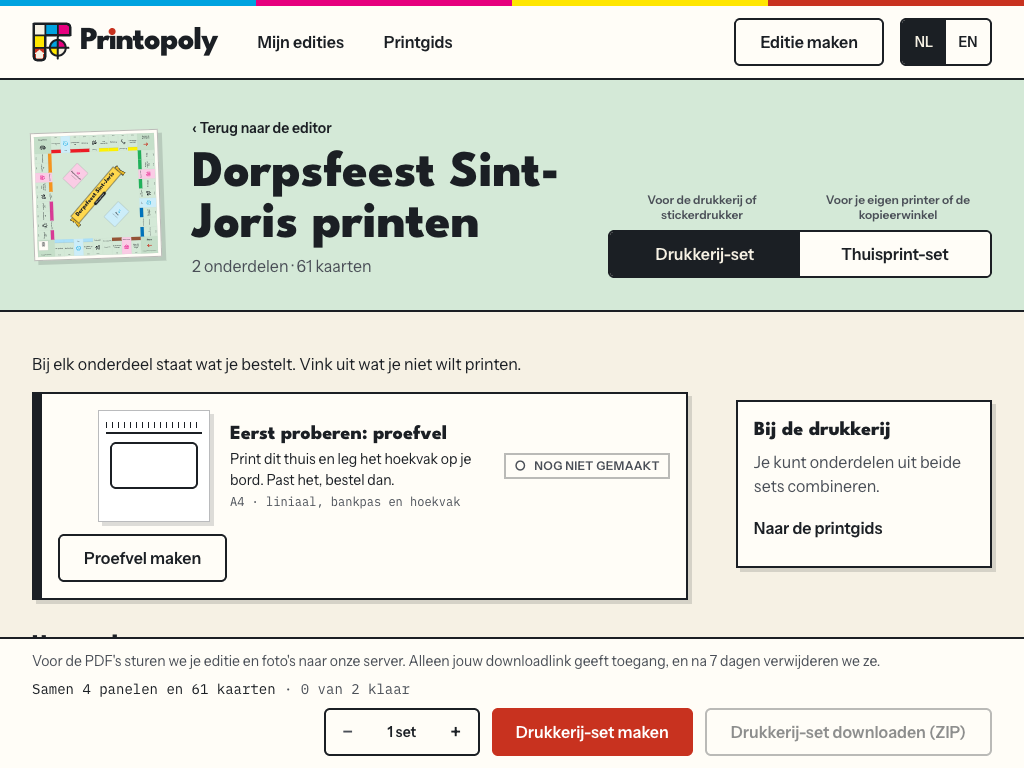 Printopoly
Mijn edities
Printgids
Editie maken
NL
EN
‹ Terug naar de editor
Dorpsfeest Sint-
Joris printen
2 onderdelen · 61 kaarten
Voor de drukkerij of
stickerdrukker
Voor je eigen printer of de
kopieerwinkel
Drukkerij-set
Thuisprint-set
Dorpsfeest Sint-Joris
Bij elk onderdeel staat wat je bestelt. Vink uit wat je niet wilt printen.
Eerst proberen: proefvel
Print dit thuis en leg het hoekvak op je
bord. Past het, bestel dan.
A4 · liniaal, bankpas en hoekvak
NOG NIET GEMAAKT
Proefvel maken
Bij de drukkerij
Je kunt onderdelen uit beide
sets combineren.
Naar de printgids
Voor de PDF's sturen we je editie en foto's naar onze server. Alleen jouw downloadlink geeft toegang, en na 7 dagen verwijderen we ze.
Samen 4 panelen en 61 kaarten · 0 van 2 klaar
− 1 set +
Drukkerij-set maken
Drukkerij-set downloaden (ZIP)